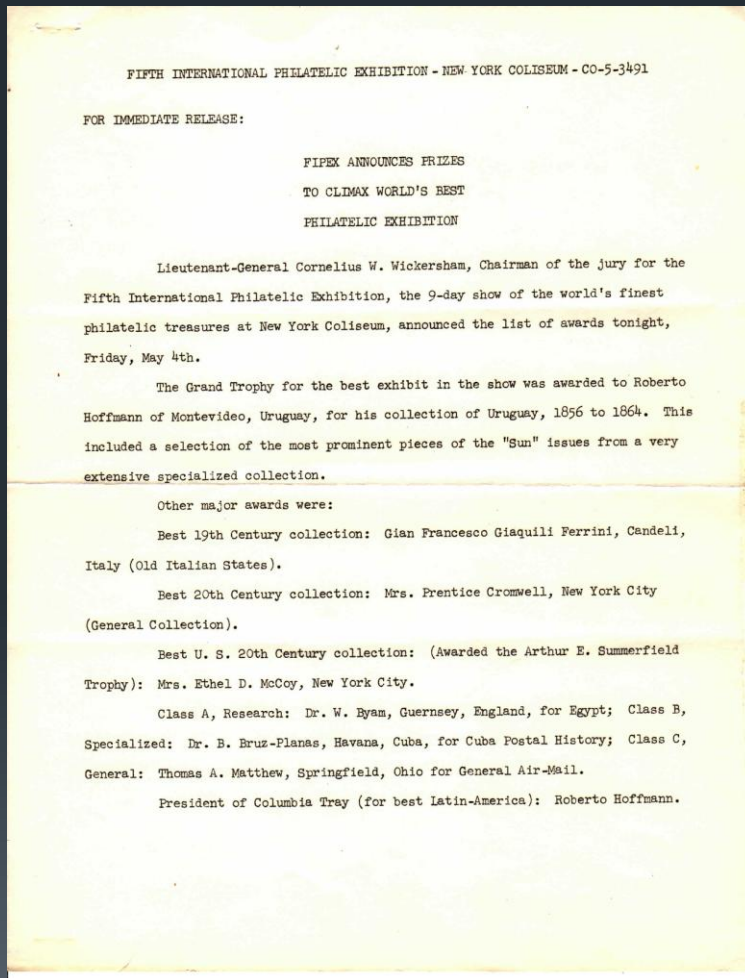 FIFTH INTERNATIONAL PHILATELIC EXHIBITION - NEW YORK COLISEUM - CO-5-3491
FOR IMMEDIATE RELEASE:
FIPEX ANNOUNCES PRIZES
TO CLIMAX WORLD'S BEST
PHILATELIC EXHIBITION
Lieutenant-General Cornelius W. Wickersham, Chairman of the jury for the
Fifth International Philatelic Exhibition, the 9-day show of the world's finest
philatelic treasures at New York Coliseum, announced the list of awards tonight,
Friday, May 4th.
The Grand Trophy for the best exhibit in the show was awarded to Roberto
Hoffmann of Montevideo, Uruguay, for his collection of Uruguay, 1856 to 1864. This
included a selection of the most prominent pieces of the "Sun" issues from a very
extensive specialized collection.
Other major awards were:
Best 19th Century collection: Gian Francesco Giaquili Ferrini, Candeli,
Italy (Old Italian States).
Best 20th Century collection: Mrs. Prentice Cromwell, New York City
(General Collection).
Best U. S. 20th Century collection: (Awarded the Arthur E. Summerfield
Trophy): Mrs. Ethel D. McCoy, New York City.
Class A, Research: Dr. W. Byam, Guernsey, England, for Egypt; Class B,
Specialized: Dr. B. Bruz-Planas, Havana, Cuba, for Cuba Postal History; Class C,
General: Thomas A. Matthew, Springfield, Ohio for General Air-Mail.
President of Columbia Tray (for best Latin-America): Roberto Hoffmann.